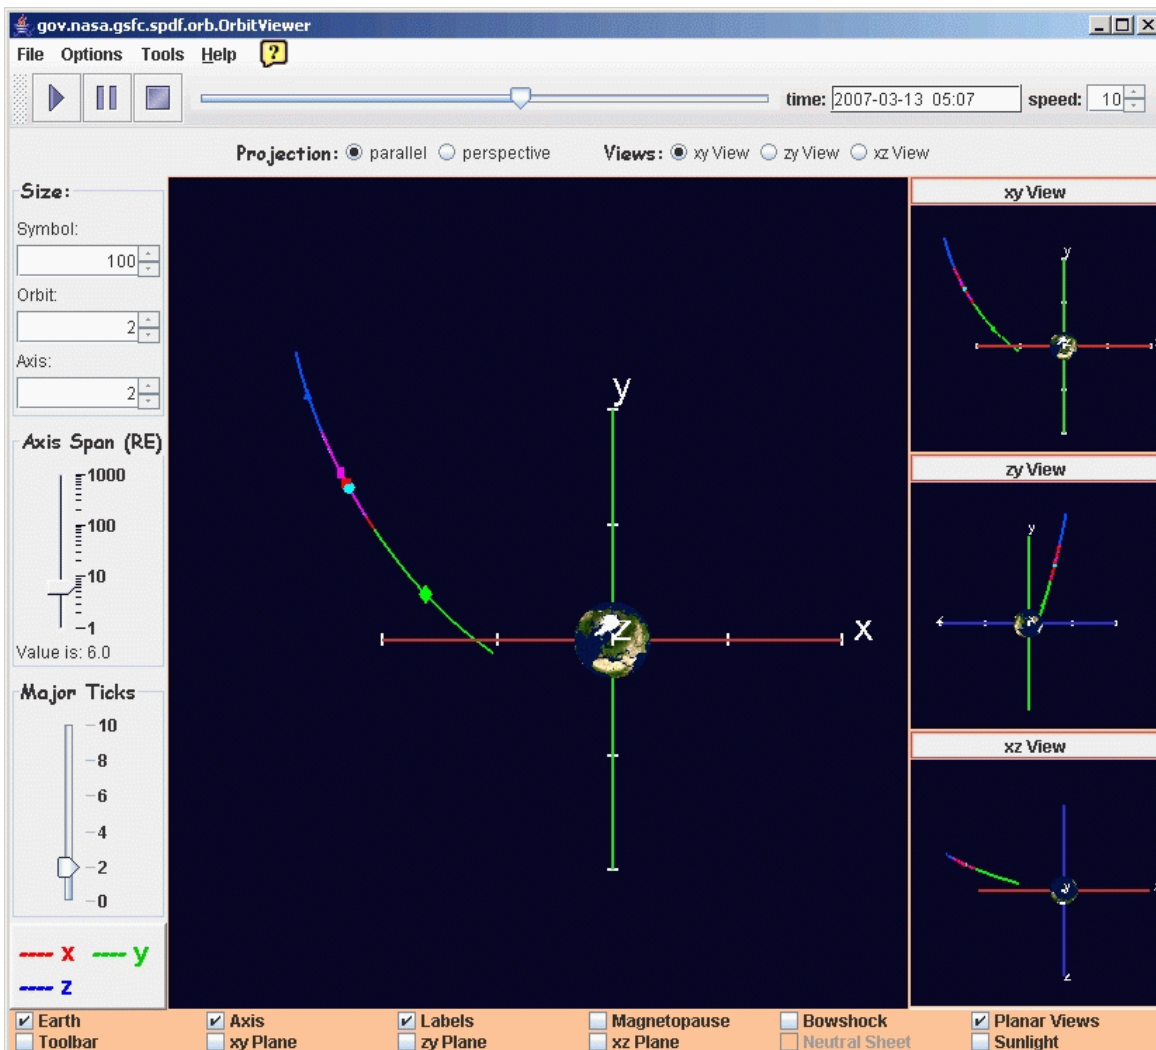 gov.nasa.gsfc.spdf.orb.OrbitViewer
File Options Tools Help ?
time: 2007-03-13 05:07 speed: 10
Projection: parallel perspective Views: xy View zy View xz View
Size:
Symbol:
100
Orbit:
2
Axis:
2
Axis Span (RE)
1000
100
10
1
Value is: 6.0
Major Ticks
10
8
6
4
2
0
x y
z
y
z x
xy View
y
z
zy View
y
xz View
y
z
Earth Axis Labels Magnetopause Bowshock Planar Views
Toolbar xy Plane zy Plane xz Plane Neutral Sheet Sunlight